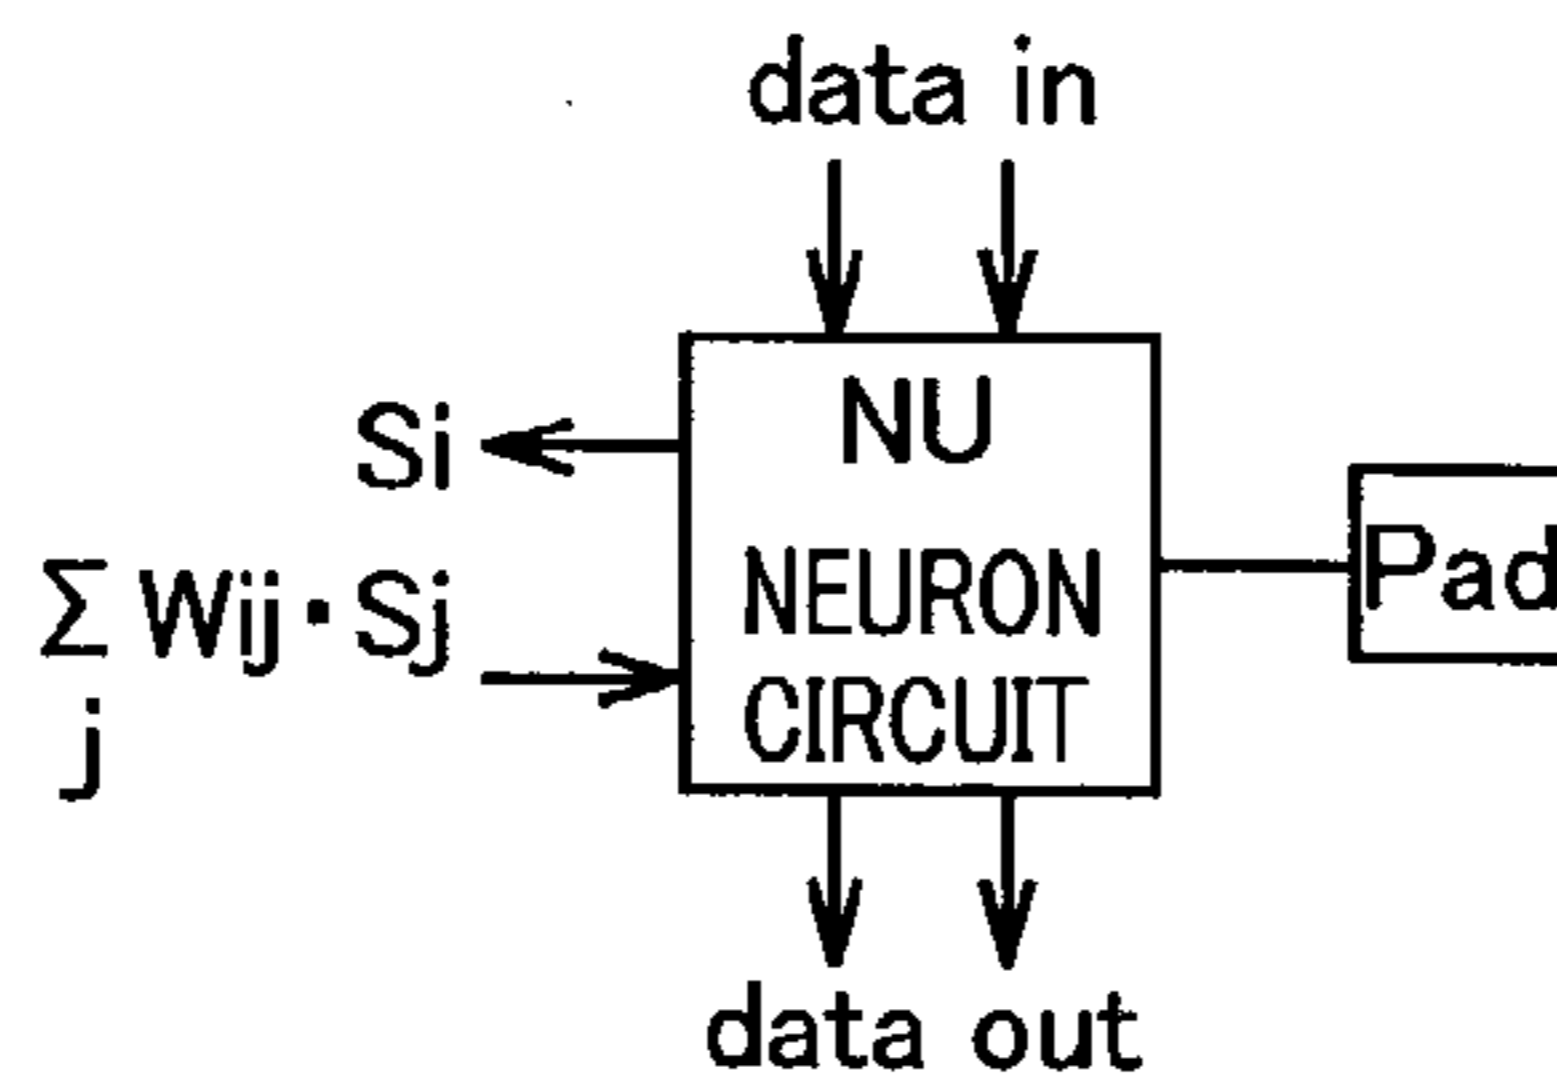 data in
NU
Si
NEURON
CIRCUIT
Σ Wij·Sj
j
Pad
data out